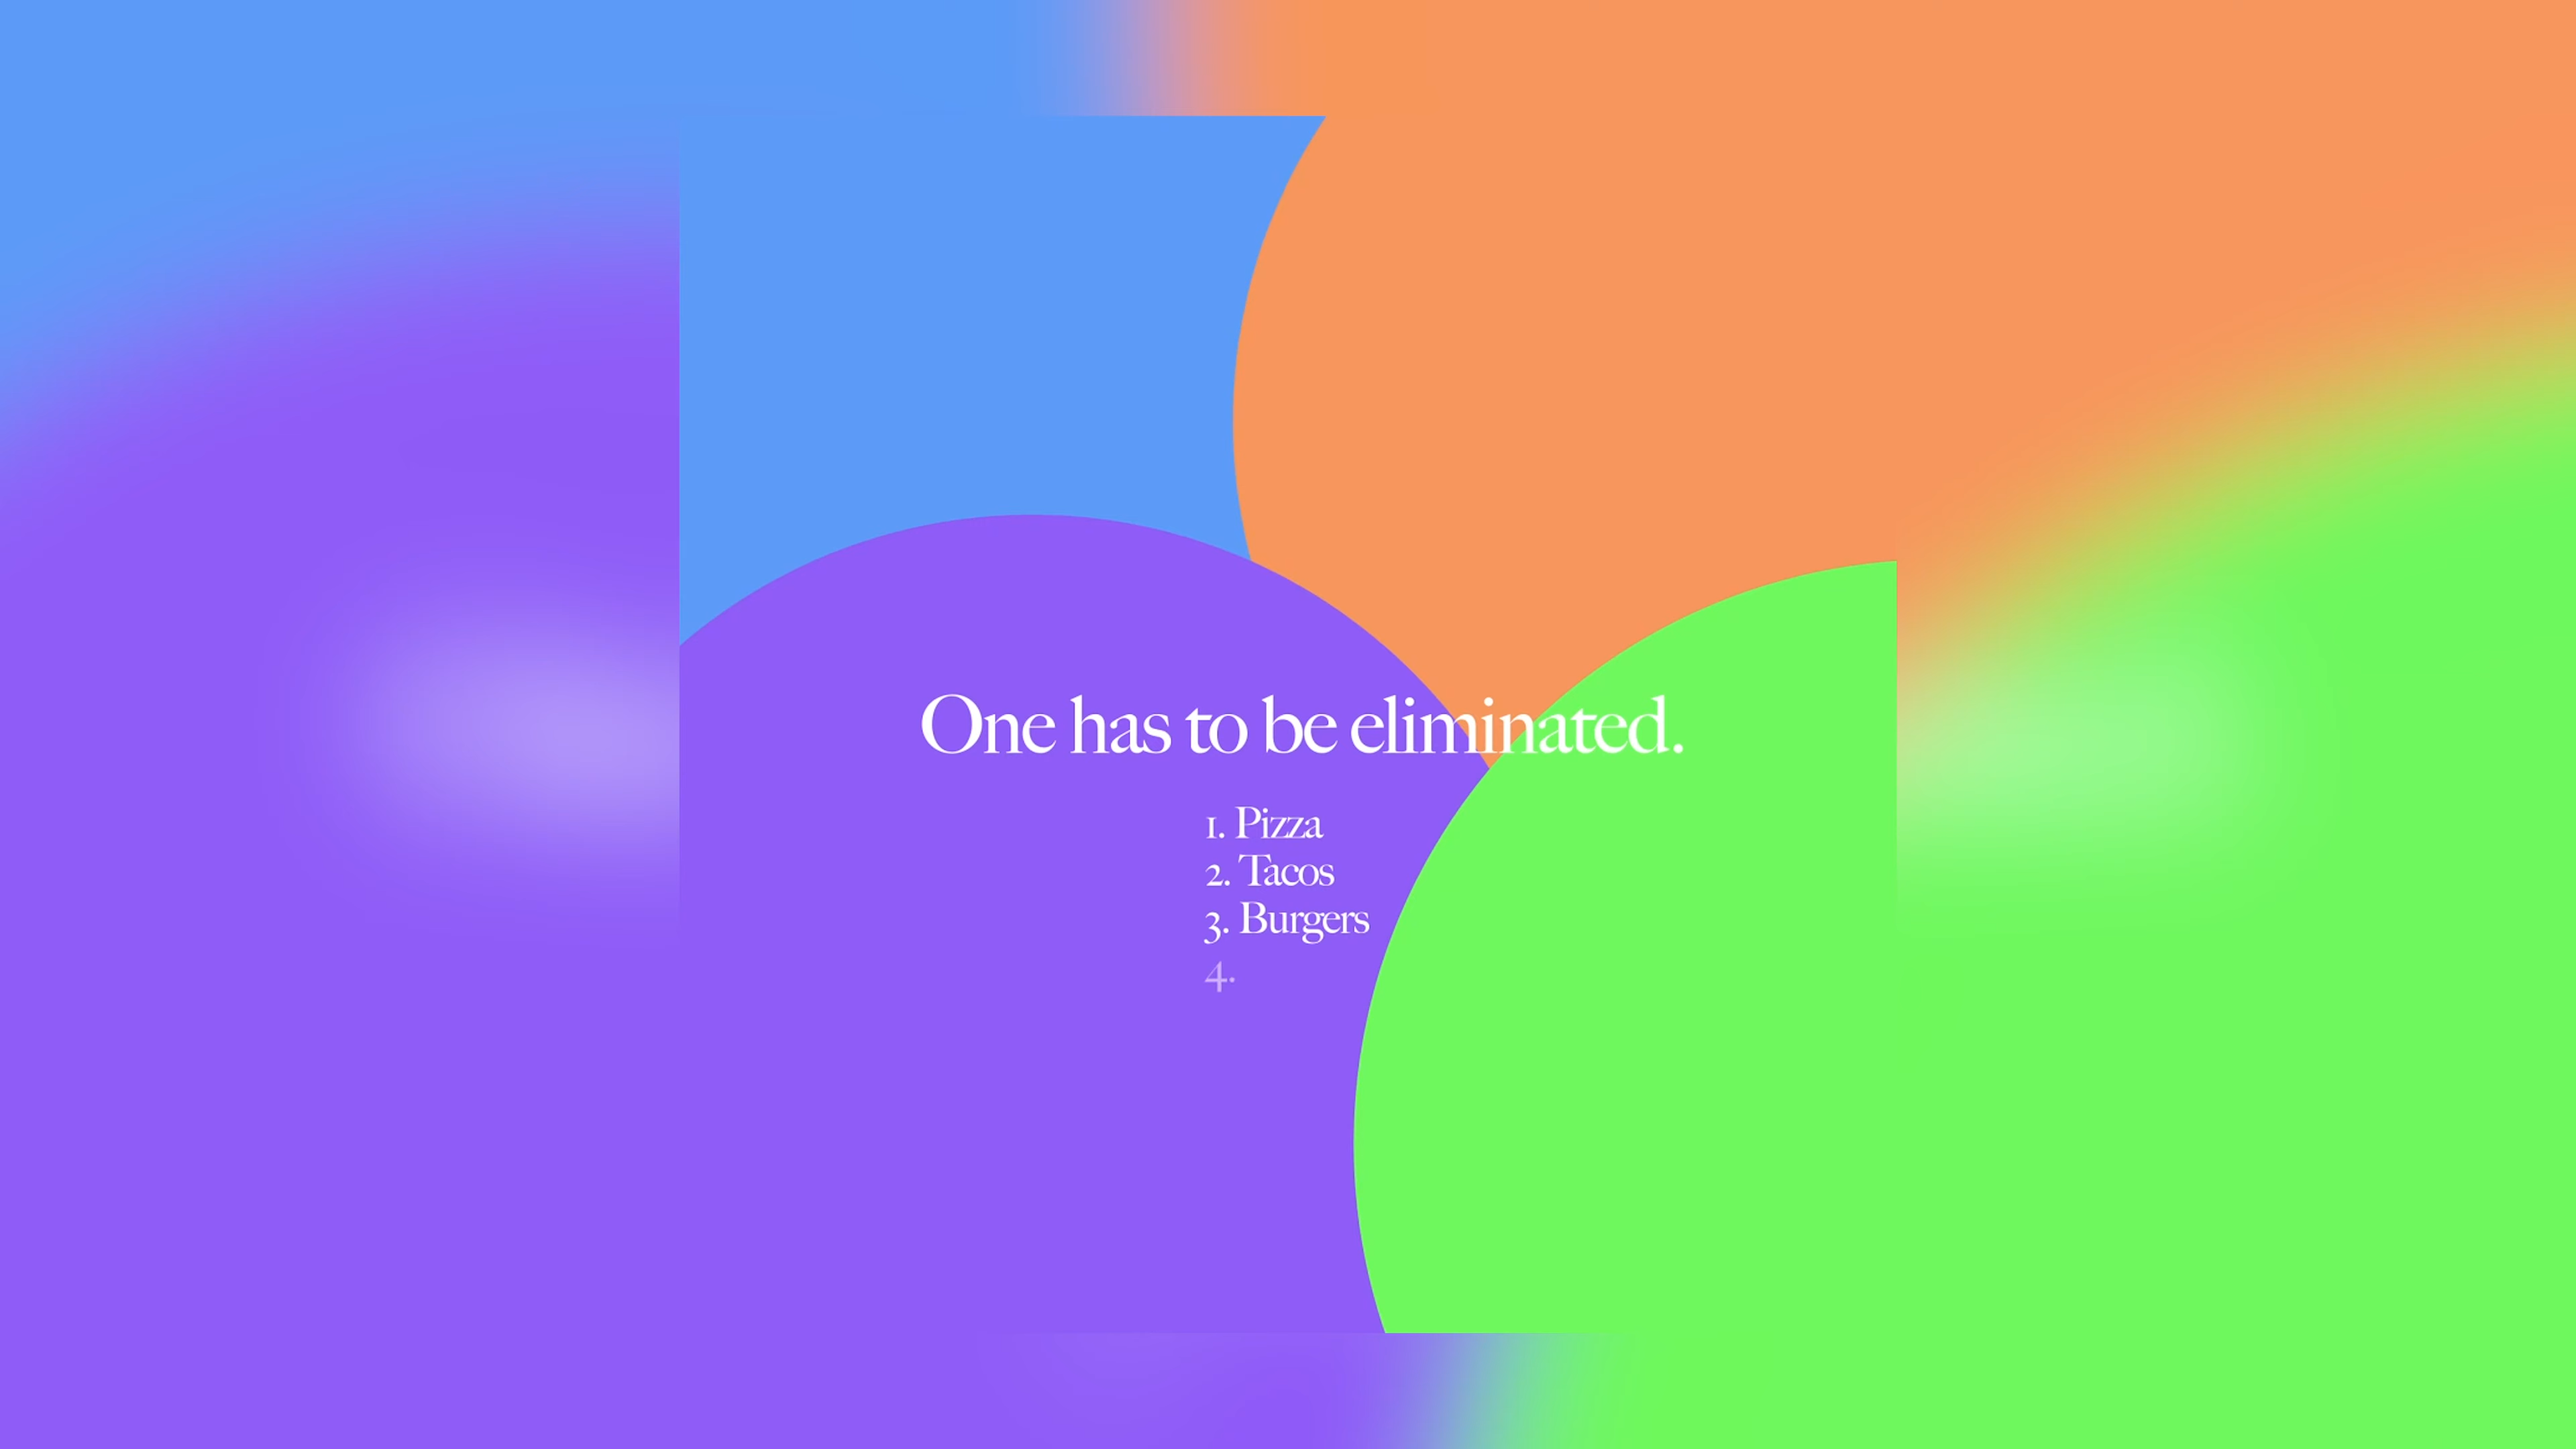 One has to be eliminated.
1. Pizza
2. Tacos
3. Burgers
4.